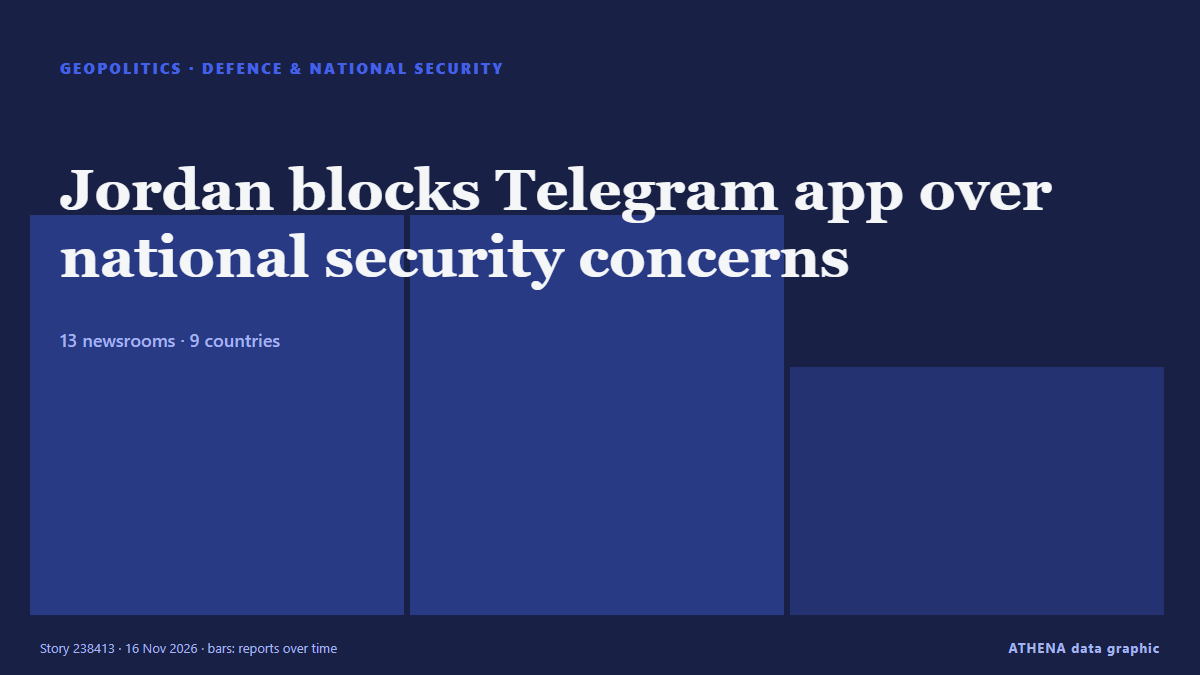 GEOPOLITICS · DEFENCE & NATIONAL SECURITY
Jordan blocks Telegram app over
national security concerns
13 newsrooms · 9 countries
Story 238413 · 16 Nov 2026 · bars: reports over time
ATHENA data graphic